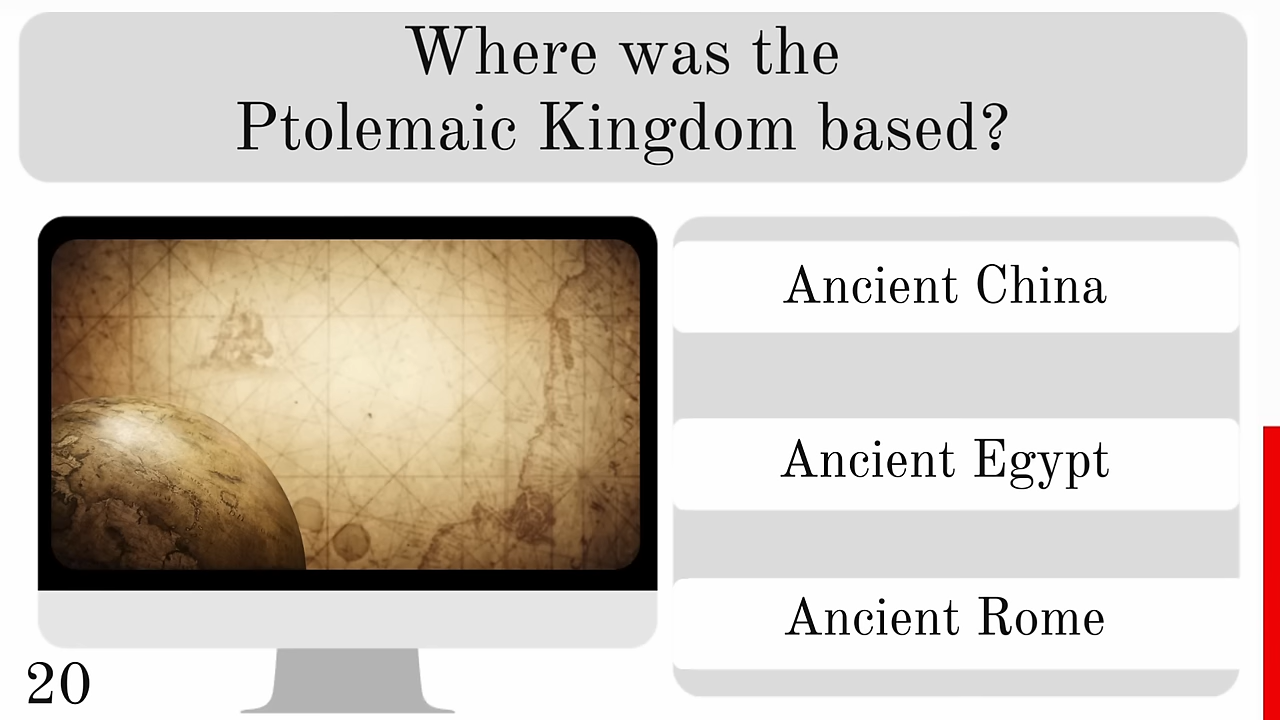 Where was the
Ptolemaic Kingdom based?
Ancient China
Ancient Egypt
Ancient Rome
20